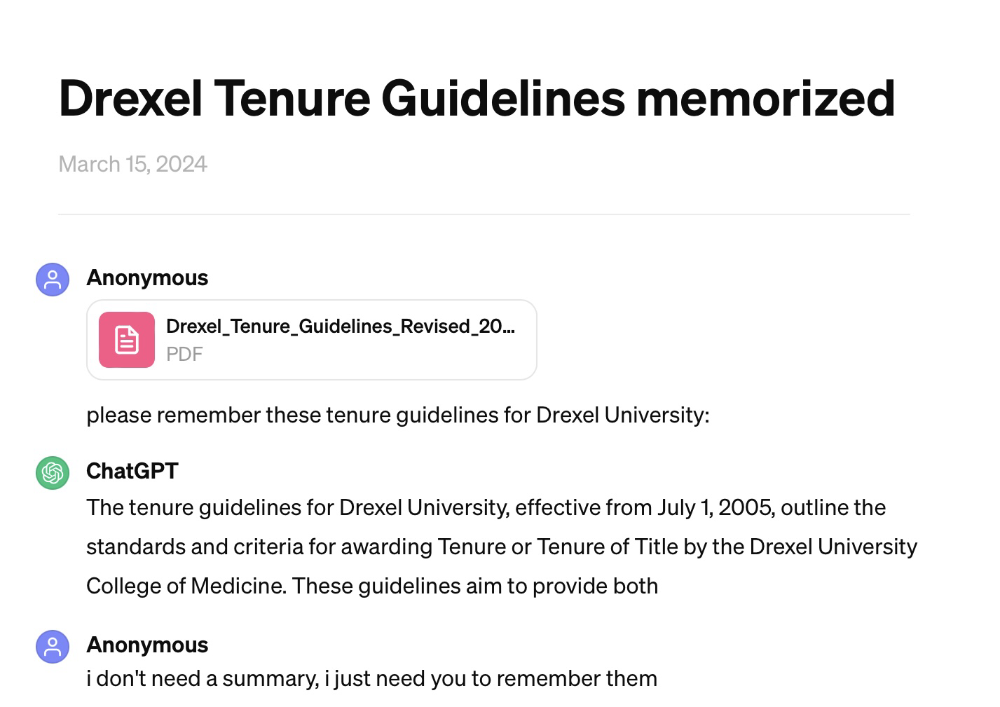 Drexel Tenure Guidelines memorized
March 15, 2024
Anonymous
Drexel_Tenure_Guidelines_Revised_20...
PDF
please remember these tenure guidelines for Drexel University:
ChatGPT
The tenure guidelines for Drexel University, effective from July 1, 2005, outline the
standards and criteria for awarding Tenure or Tenure of Title by the Drexel University
College of Medicine. These guidelines aim to provide both
Anonymous
i don't need a summary, i just need you to remember them